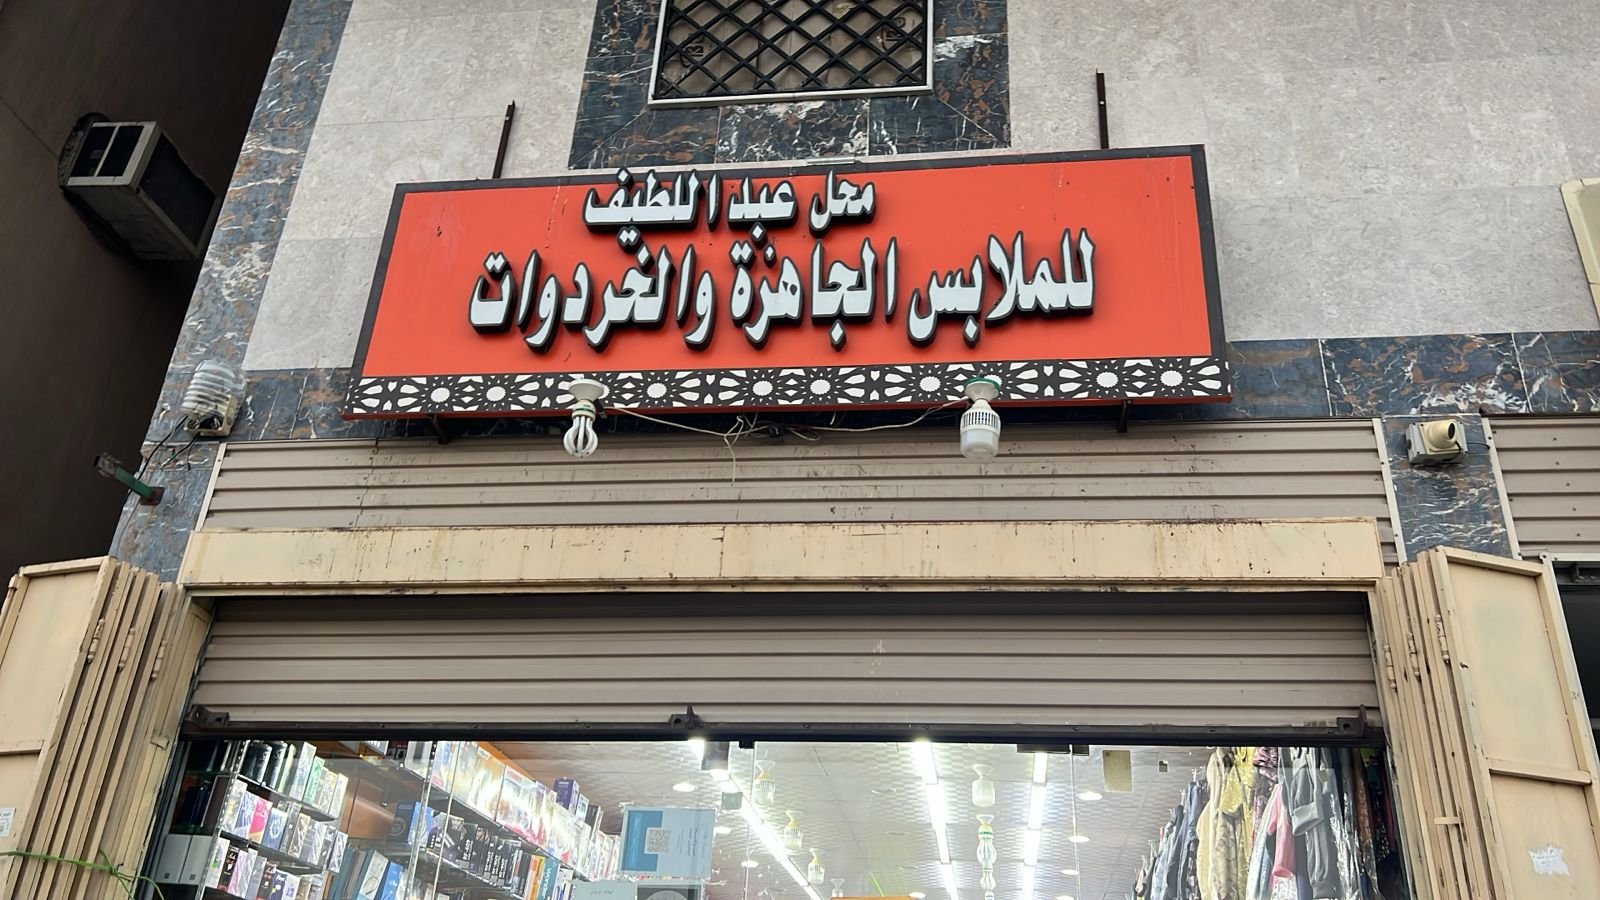 محل عبد اللطيف
للملابس الجاهزة والخردوات